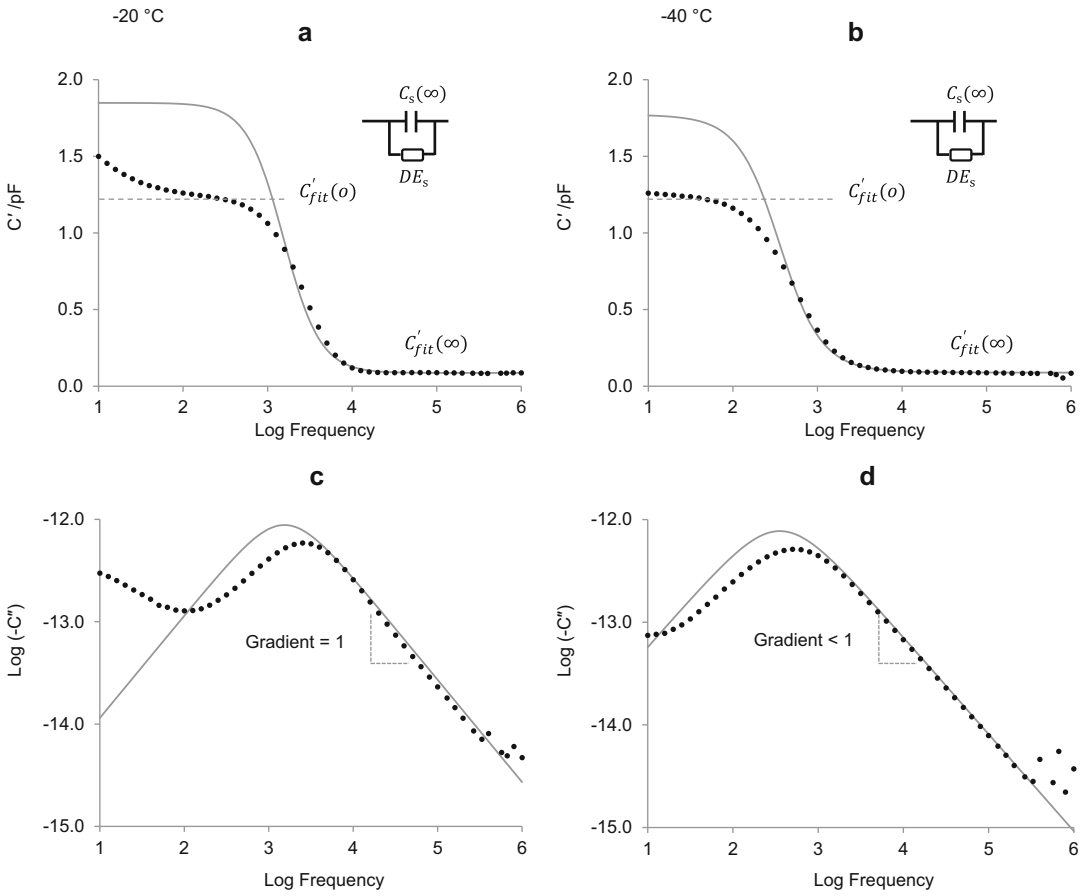 -20 °C
a
2.0
1.5
1.0
0.5
0.0
C′/pF
1 2 3 4 5 6
Log Frequency
Cₛ(∞)
DEₛ
C′fit(o)
C′fit(∞)
-40 °C
b
2.0
1.5
1.0
0.5
0.0
C′/pF
1 2 3 4 5 6
Log Frequency
Cₛ(∞)
DEₛ
C′fit(o)
C′fit(∞)
c
-12.0
-13.0
-14.0
-15.0
Log (-C″)
1 2 3 4 5 6
Log Frequency
Gradient = 1
d
-12.0
-13.0
-14.0
-15.0
Log (-C″)
1 2 3 4 5 6
Log Frequency
Gradient < 1